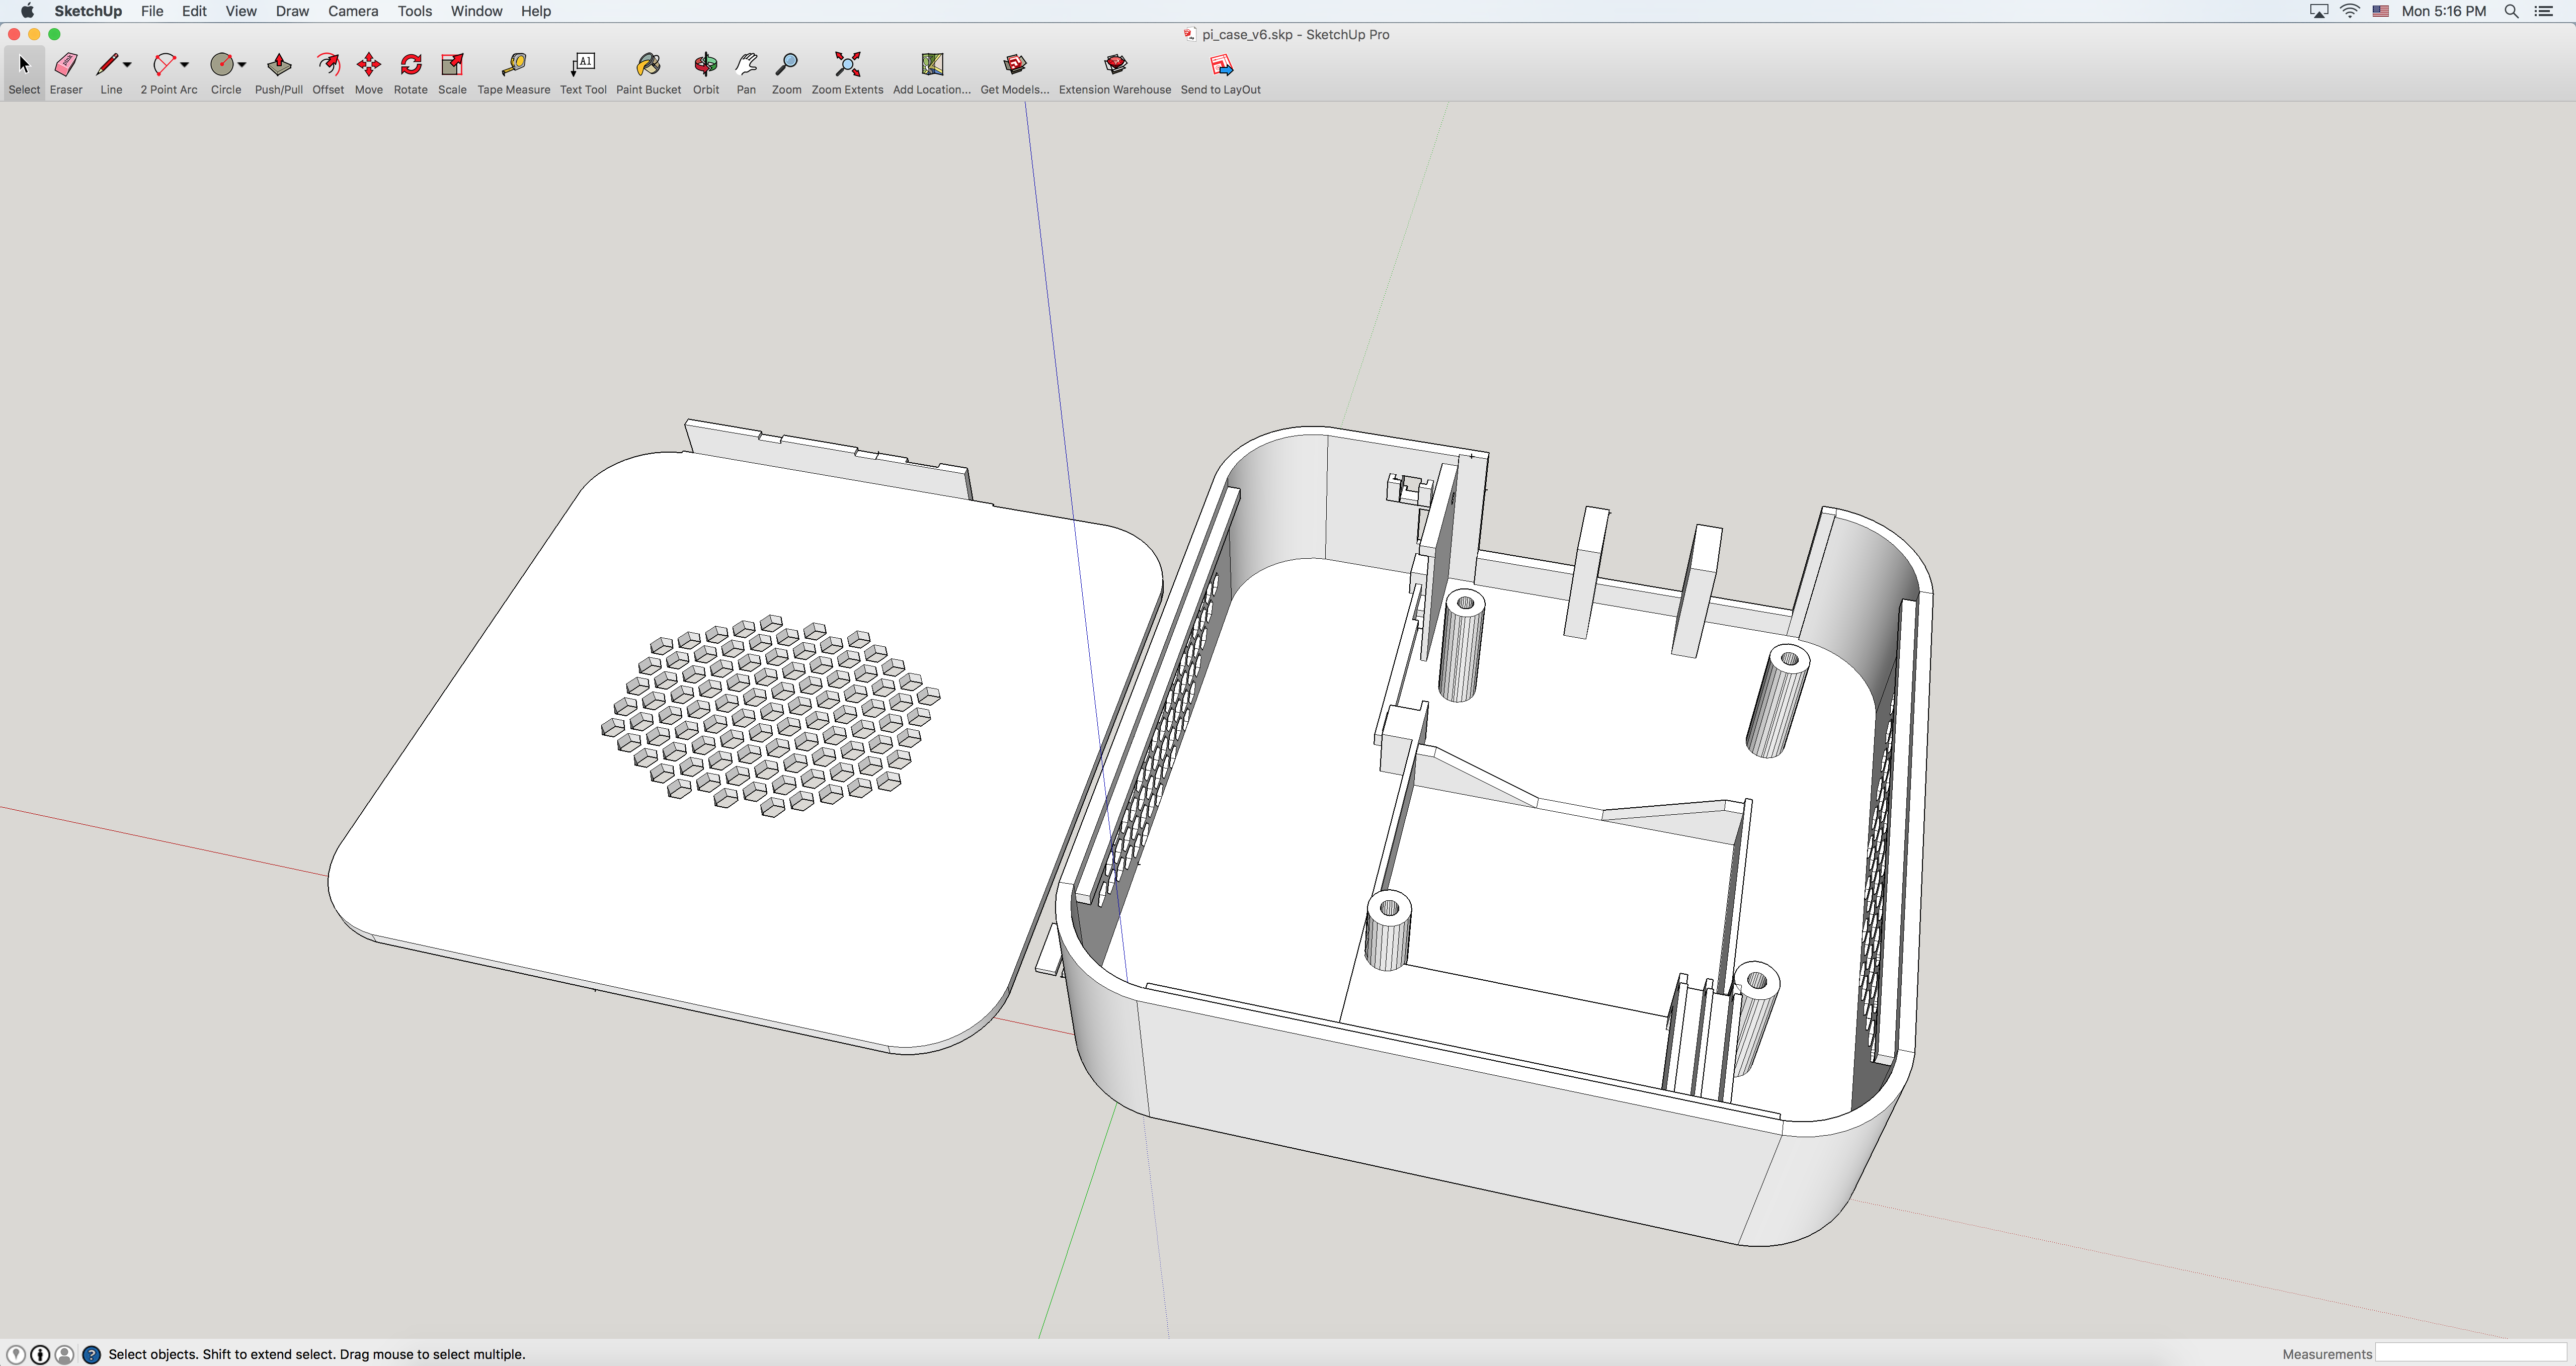 SketchUp File Edit View Draw Camera Tools Window Help Mon 5:16 PM
pi_case_v6.skp - SketchUp Pro
A1
Select Eraser Line 2 Point Arc Circle Push/Pull Offset Move Rotate Scale Tape Measure Text Tool Paint Bucket Orbit Pan Zoom Zoom Extents Add Location... Get Models... Extension Warehouse Send to LayOut
? Select objects. Shift to extend select. Drag mouse to select multiple. Measurements